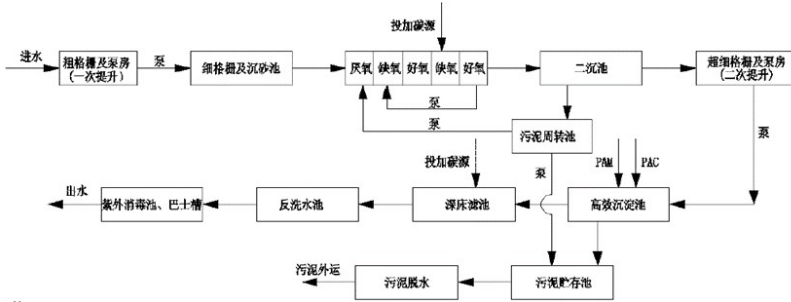 投加碳源
进水
粗格栅及泵房
(一次提升)
泵
细格栅及沉砂池
厌氧
缺氧
好氧
缺氧
好氧
二沉池
超细格栅及泵房
(二次提升)
泵
泵
污泥周转池
泵
投加碳源
泵
PAM
PAC
出水
紫外消毒池、巴士槽
反洗水池
深床滤池
高效沉淀池
污泥外运
污泥脱水
污泥贮存池